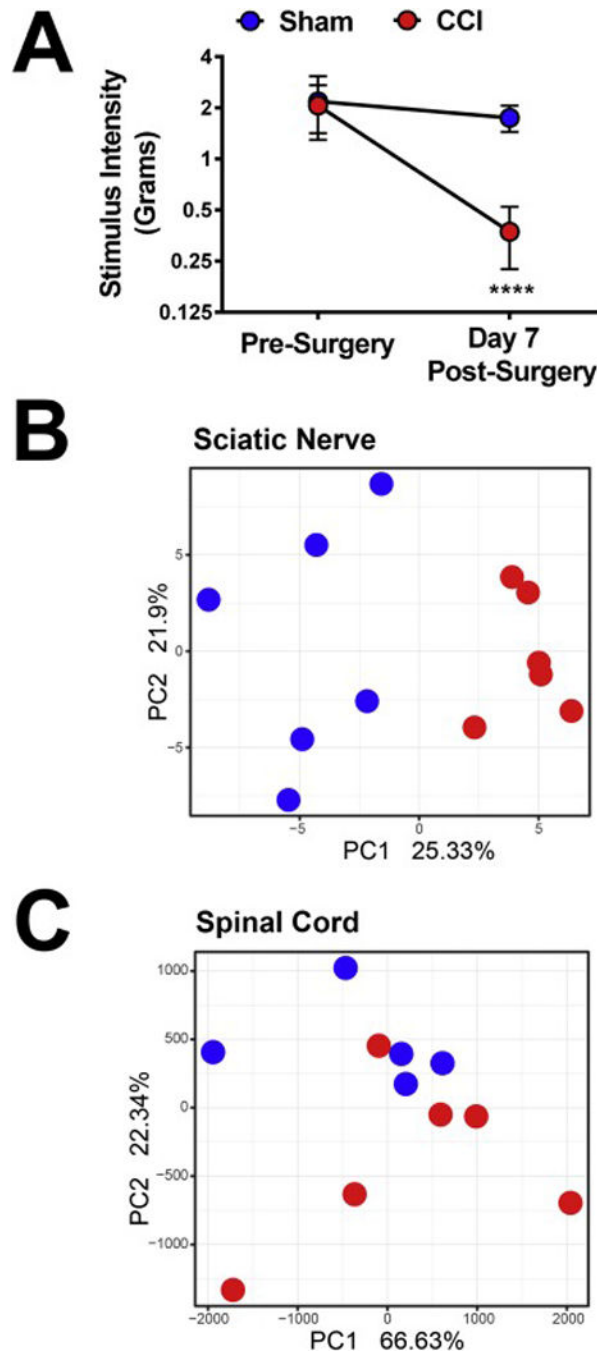 A
Sham CCI
Stimulus Intensity
(Grams)
4
2
1
0.5
0.25
0.125
****
Pre-Surgery
Day 7
Post-Surgery
B
Sciatic Nerve
PC2 21.9%
5
0
−5
−5 0 5
PC1 25.33%
C
Spinal Cord
PC2 22.34%
1000
500
0
−500
−1000
−2000 −1000 0 1000 2000
PC1 66.63%